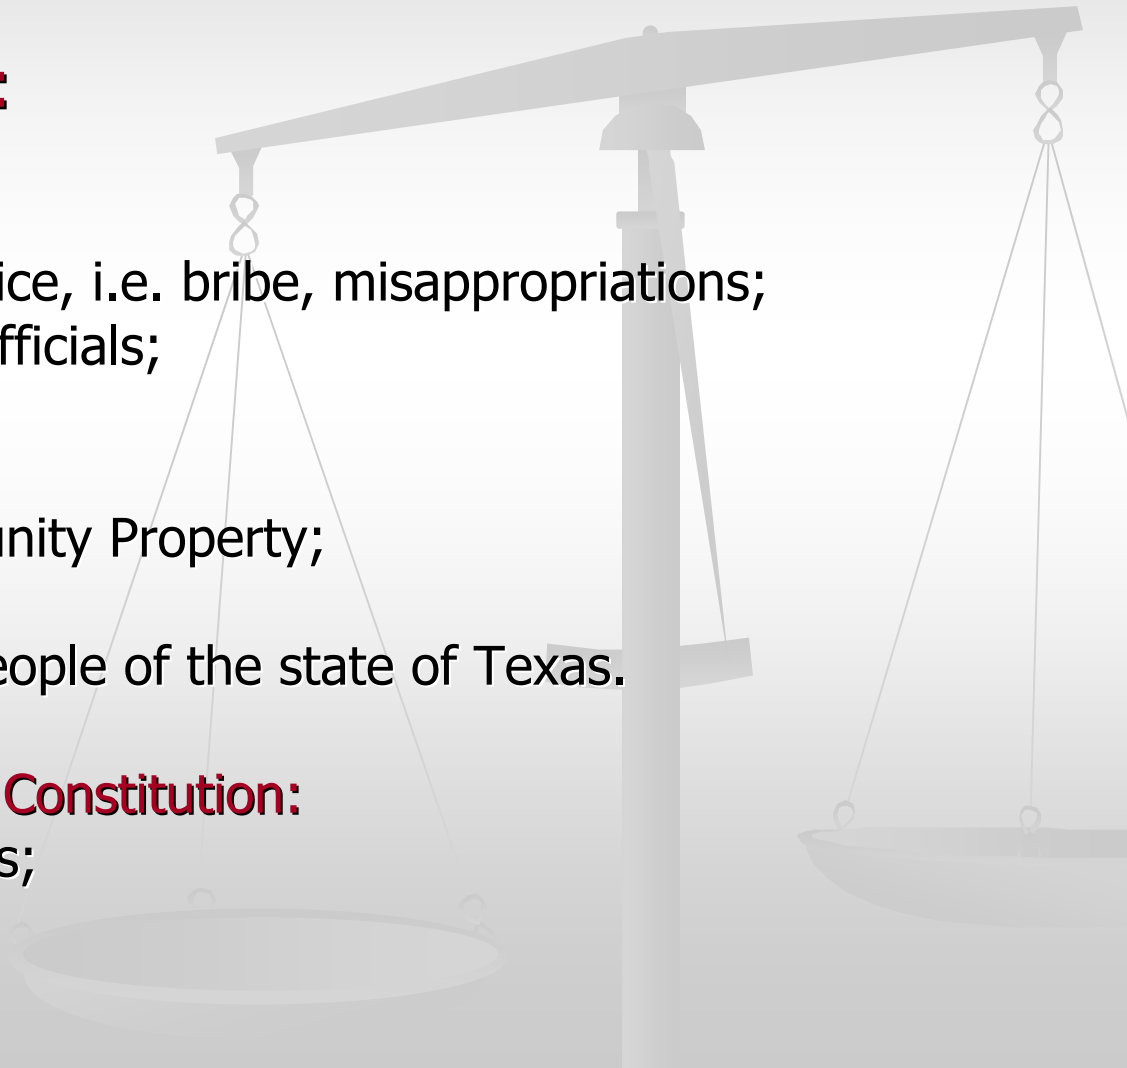 :
ice, i.e. bribe, misappropriations;
fficials;
unity Property;
eople of the state of Texas.
Constitution:
s;